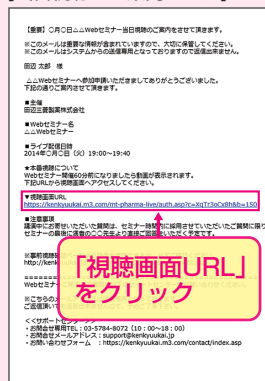 【重要】○月○日△△Webセミナー当日視聴のご案内をさせて頂きます。
※このメールは重要な情報が含まれていますので、大切に保管してください。
※このメールはシステムからの送信専用となっておりますので返信出来ません。
田辺 太郎 様
△△Webセミナーへ参加申請いただきましてありがとうございました。
下記の通りご案内させて頂きます。
■主催
田辺三菱製薬株式会社
■Webセミナー名
△△Webセミナー
■ライブ配信日時
2014年○月○日（火）19:00～19:40
★本番視聴について
Webセミナー開催60分前になりましたら動画が表示されます。
下記URLから視聴画面へアクセスしてください。
▼視聴画面URL
https://kenkyuukai.m3.com/mt-pharma-live/auth.asp?c=XqTr3oCx8h&b=150
■注意事項
講演中にお寄せいただいた質問は、セミナー時間内に採用させていただいたご質問に限り
セミナーの最後に演者の○○先生より直接ご回答いただく予定です。
※事前視聴
http://kenk
Webセミナーに
※こちらのメ
ご返信頂いて
<<サポートセ
・お問合せ専用TEL：03-5784-8072（10：00～18：00）
・お問合せメールアドレス：support@kenkyuukai.jp
・お問い合わせフォーム ：https://kenkyuukai.m3.com/contact/index.asp
「視聴画面URL」
をクリック